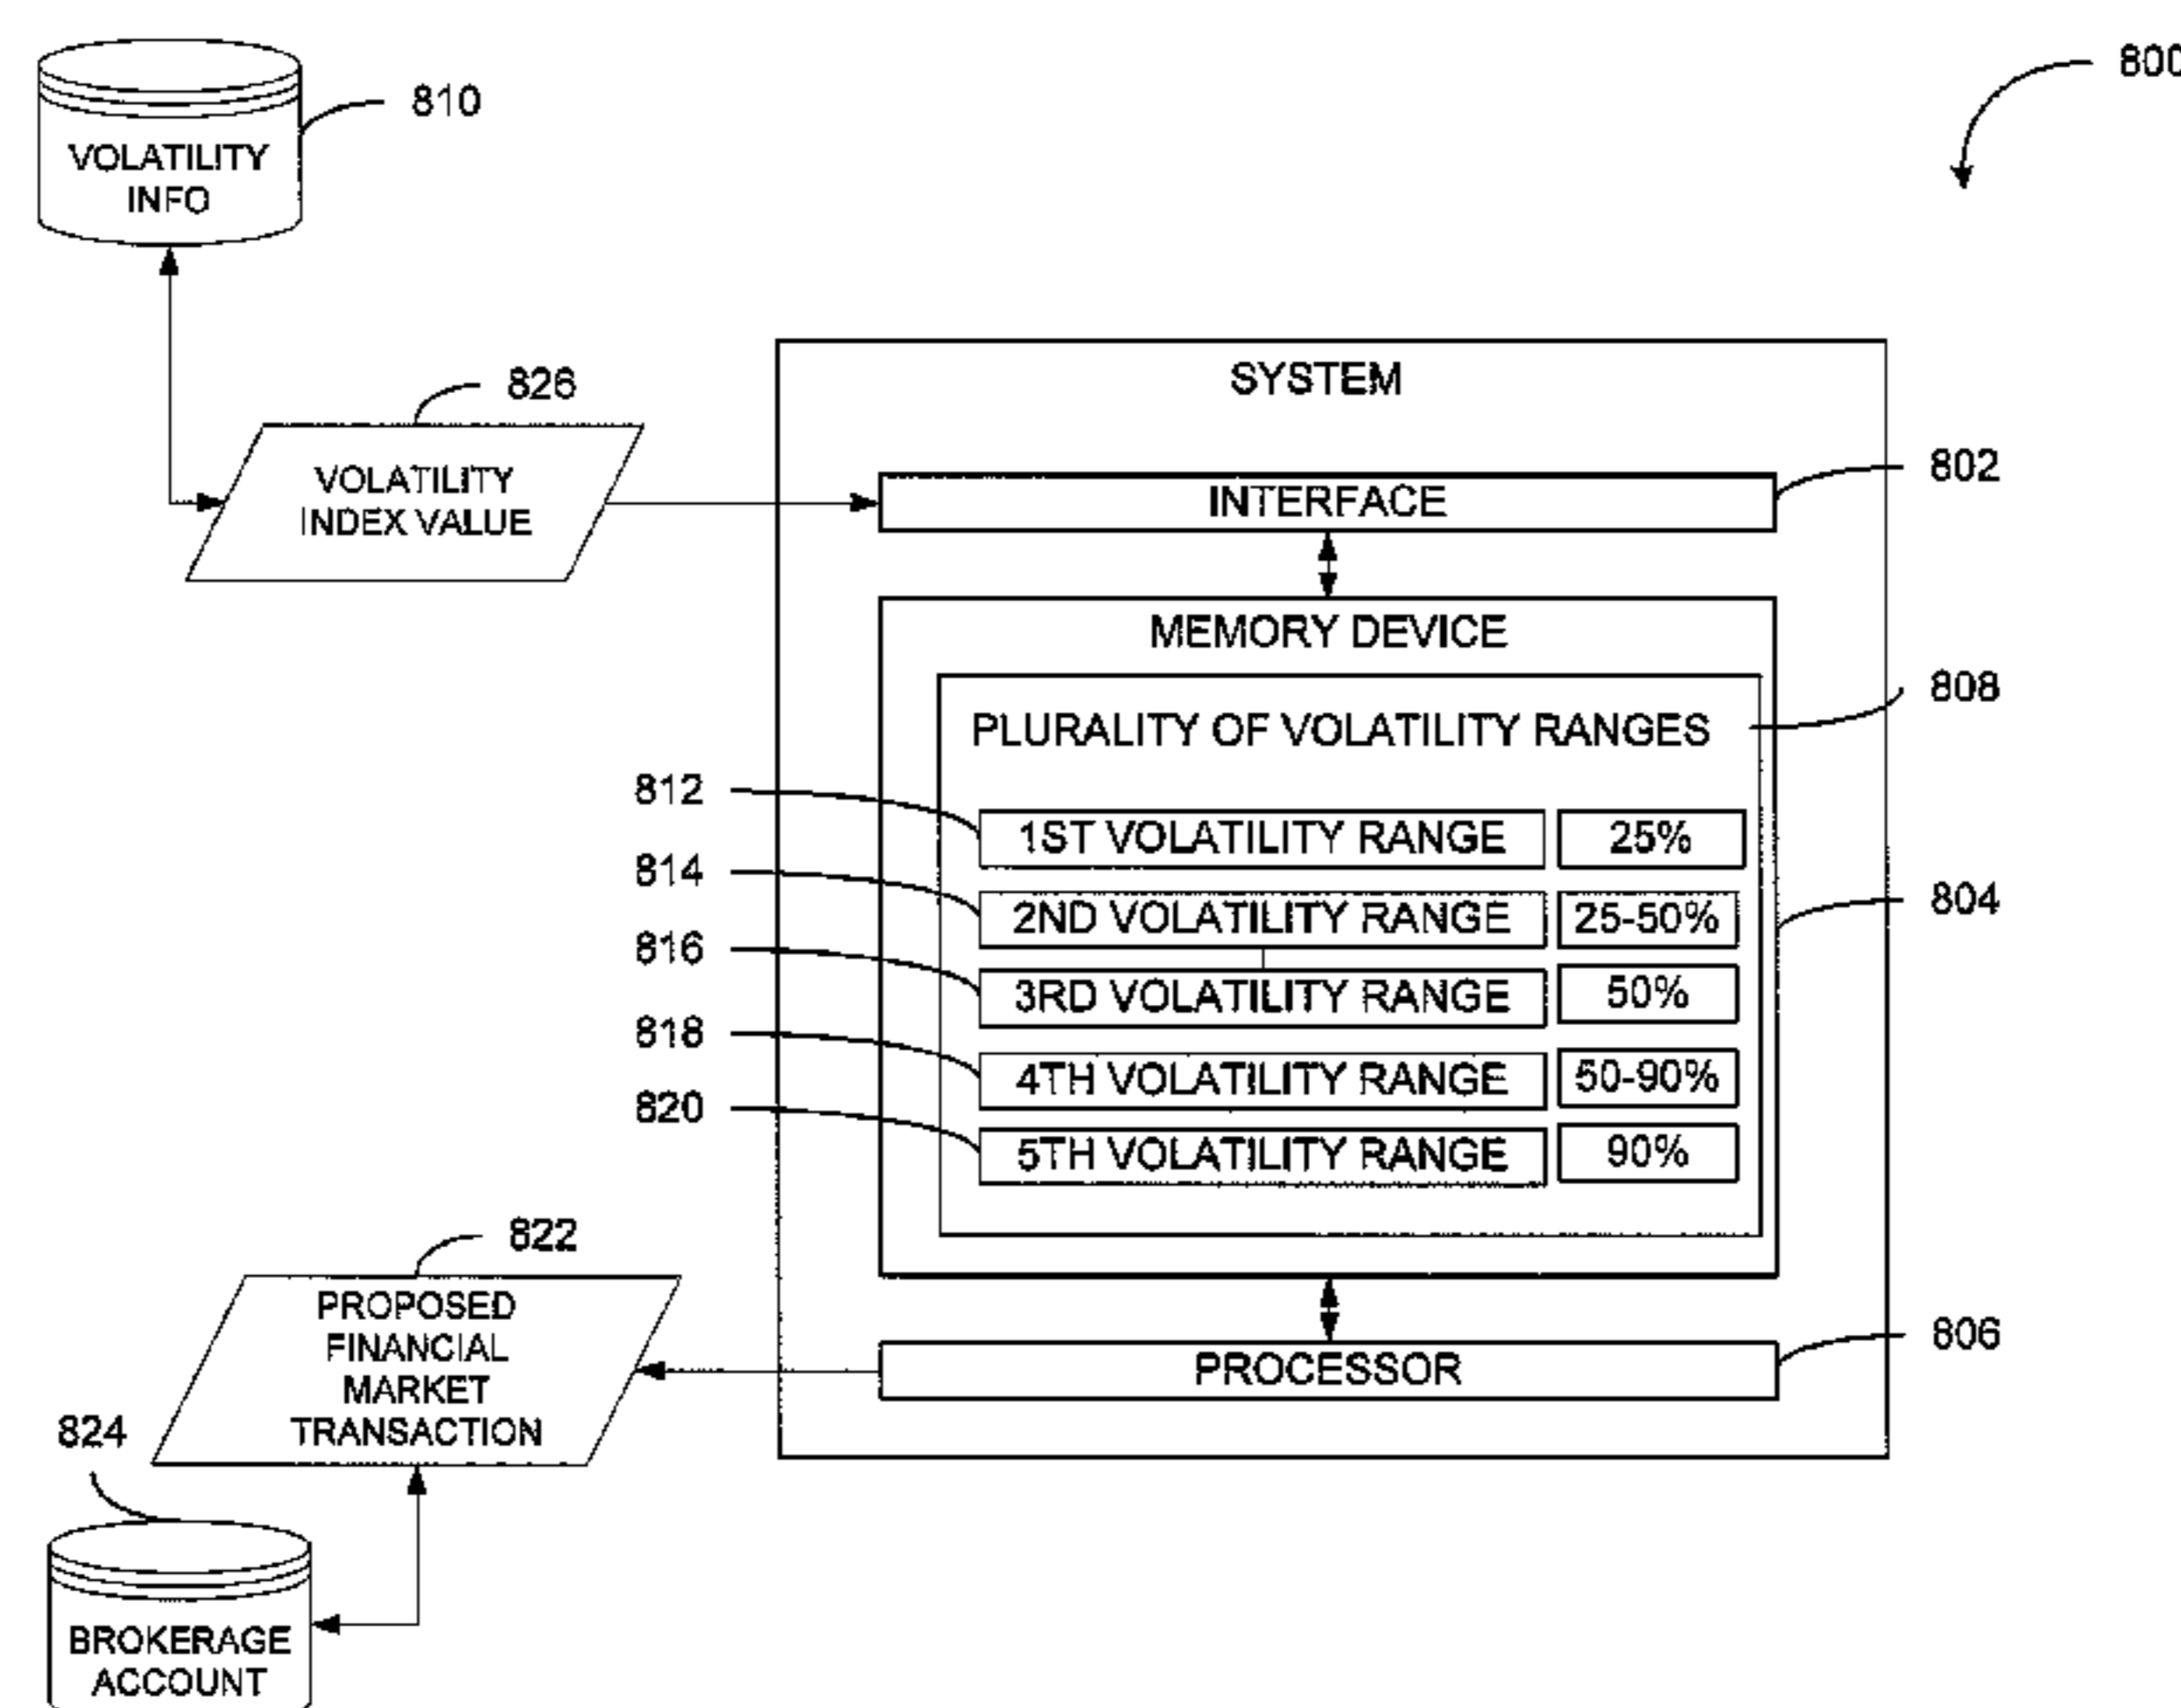 800
810
VOLATILITY
INFO
826
VOLATILITY
INDEX VALUE
SYSTEM
802
INTERFACE
MEMORY DEVICE
808
PLURALITY OF VOLATILITY RANGES
812
1ST VOLATILITY RANGE 25%
814
2ND VOLATILITY RANGE 25-50%
804
816
3RD VOLATILITY RANGE 50%
818
4TH VOLATILITY RANGE 50-90%
820
5TH VOLATILITY RANGE 90%
822
PROPOSED
FINANCIAL
MARKET
TRANSACTION
806
PROCESSOR
824
BROKERAGE
ACCOUNT